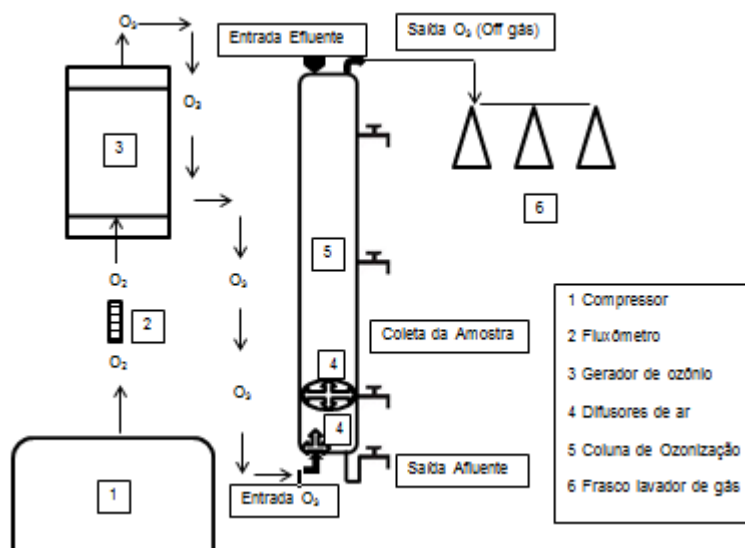 O₃
Entrada Efluente
Saída O₃ (Off gás)
O₃
3
6
5
O₂
O₃
2
O₂
1 Compressor
2 Fluxômetro
3 Gerador de ozônio
4 Difusores de ar
5 Coluna de Ozonização
6 Frasco lavador de gás
Coleta da Amostra
4
O₃
4
1
Saída Afluente
Entrada O₃